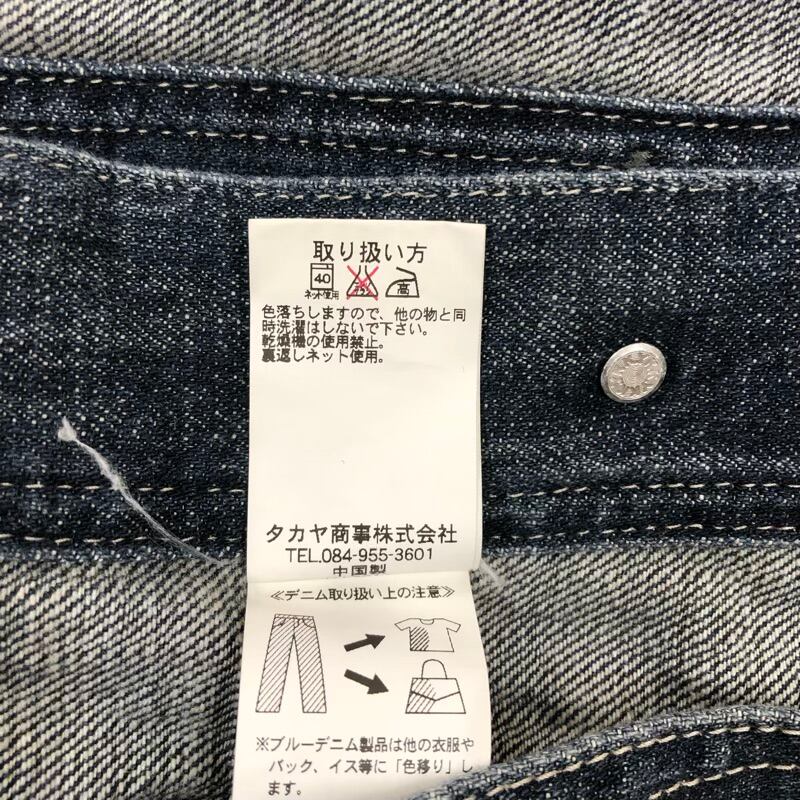 取り扱い方
40
高
ネット使用
色落ちしますので、他の物と同
時洗濯はしないで下さい。
乾燥機の使用禁止。
裏返しネット使用。
タカヤ商事株式会社
TEL.084-955-3601
中国製
≪デニム取り扱い上の注意≫
※ブルーデニム製品は他の衣服や
バック、イス等に「色移り」し
ます。